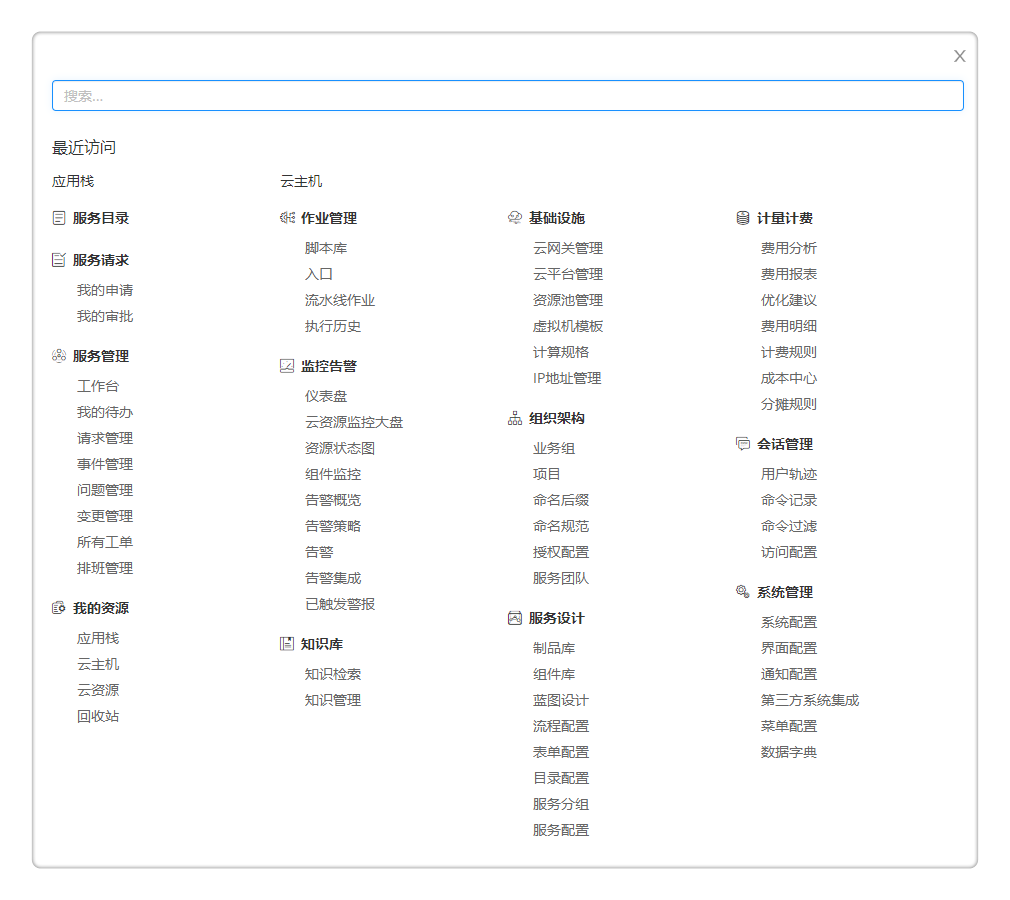 X
搜索...
最近访问
应用栈
云主机
服务目录
服务请求
我的申请
我的审批
服务管理
工作台
我的待办
请求管理
事件管理
问题管理
变更管理
所有工单
排班管理
我的资源
应用栈
云主机
云资源
回收站
作业管理
脚本库
入口
流水线作业
执行历史
监控告警
仪表盘
云资源监控大盘
资源状态图
组件监控
告警概览
告警策略
告警
告警集成
已触发警报
知识库
知识检索
知识管理
基础设施
云网关管理
云平台管理
资源池管理
虚拟机模板
计算规格
IP地址管理
组织架构
业务组
项目
命名后缀
命名规范
授权配置
服务团队
服务设计
制品库
组件库
蓝图设计
流程配置
表单配置
目录配置
服务分组
服务配置
计量计费
费用分析
费用报表
优化建议
费用明细
计费规则
成本中心
分摊规则
会话管理
用户轨迹
命令记录
命令过滤
访问配置
系统管理
系统配置
界面配置
通知配置
第三方系统集成
菜单配置
数据字典